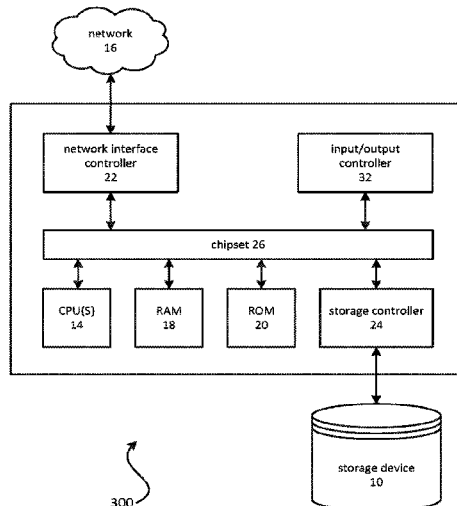 network
16
network interface
controller
22
input/output
controller
32
chipset 26
CPU(S)
14
RAM
18
ROM
20
storage controller
24
storage device
10
300